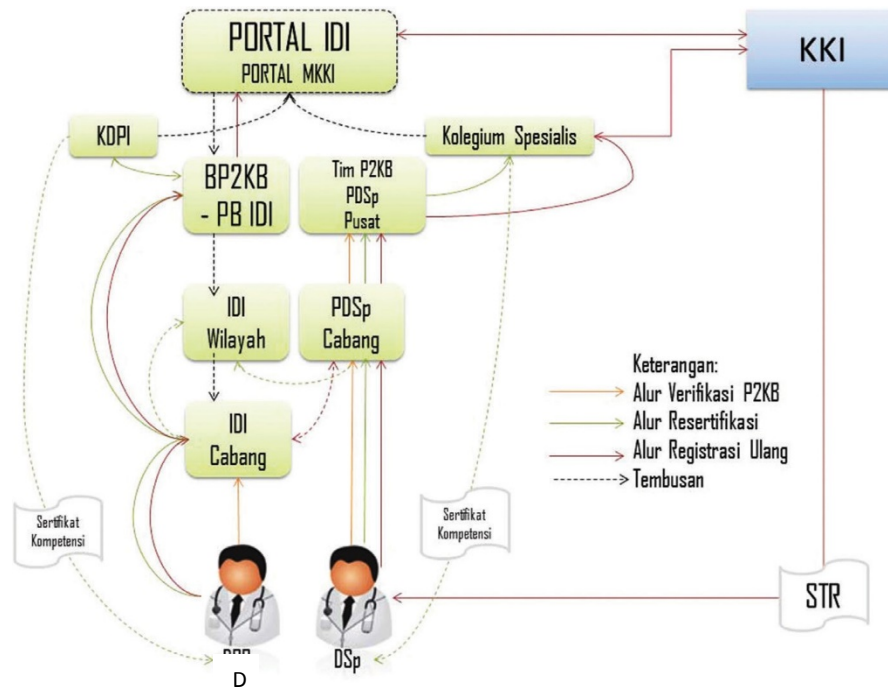 PORTAL IDI
PORTAL MKKI
KKI
KDPI
Kolegium Spesialis
BP2KB
- PB IDI
Tim P2KB
PDSp
Pusat
IDI
Wilayah
PDSp
Cabang
Keterangan:
Alur Verifikasi P2KB
Alur Resertifikasi
Alur Registrasi Ulang
Tembusan
IDI
Cabang
Sertifikat
Kompetensi
Sertifikat
Kompetensi
STR
DSp
D